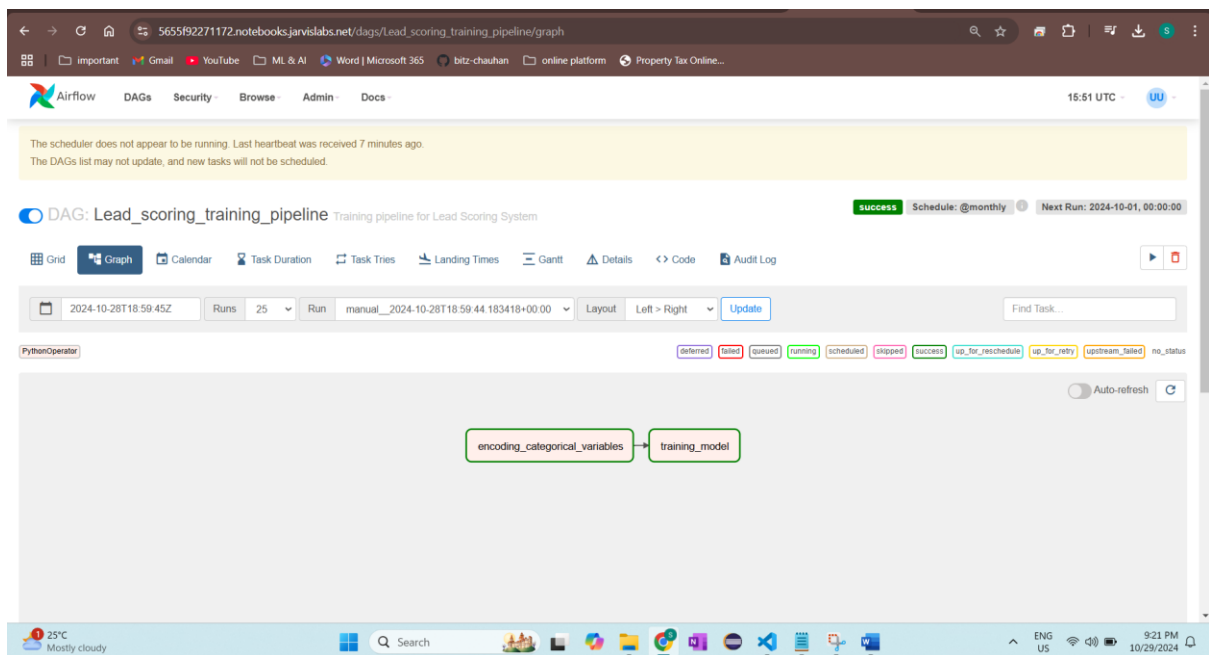 5655f92271172.notebooks.jarvislabs.net/dags/Lead_scoring_training_pipeline/graph
S
important Gmail YouTube ML & AI Word | Microsoft 365 bitz-chauhan online platform Property Tax Online...
Airflow DAGs Security Browse Admin Docs 15:51 UTC UU
The scheduler does not appear to be running. Last heartbeat was received 7 minutes ago.
The DAGs list may not update, and new tasks will not be scheduled.
DAG: Lead_scoring_training_pipeline Training pipeline for Lead Scoring System success Schedule: @monthly i Next Run: 2024-10-01, 00:00:00
Grid Graph Calendar Task Duration Task Tries Landing Times Gantt Details <> Code Audit Log
2024-10-28T18:59:45Z Runs 25 Run manual__2024-10-28T18:59:44.183418+00:00 Layout Left > Right Update Find Task...
PythonOperator deferred failed queued running scheduled skipped success up_for_reschedule up_for_retry upstream_failed no_status
Auto-refresh
encoding_categorical_variables training_model
1 25°C Search ENG 9:21 PM
Mostly cloudy US 10/29/2024